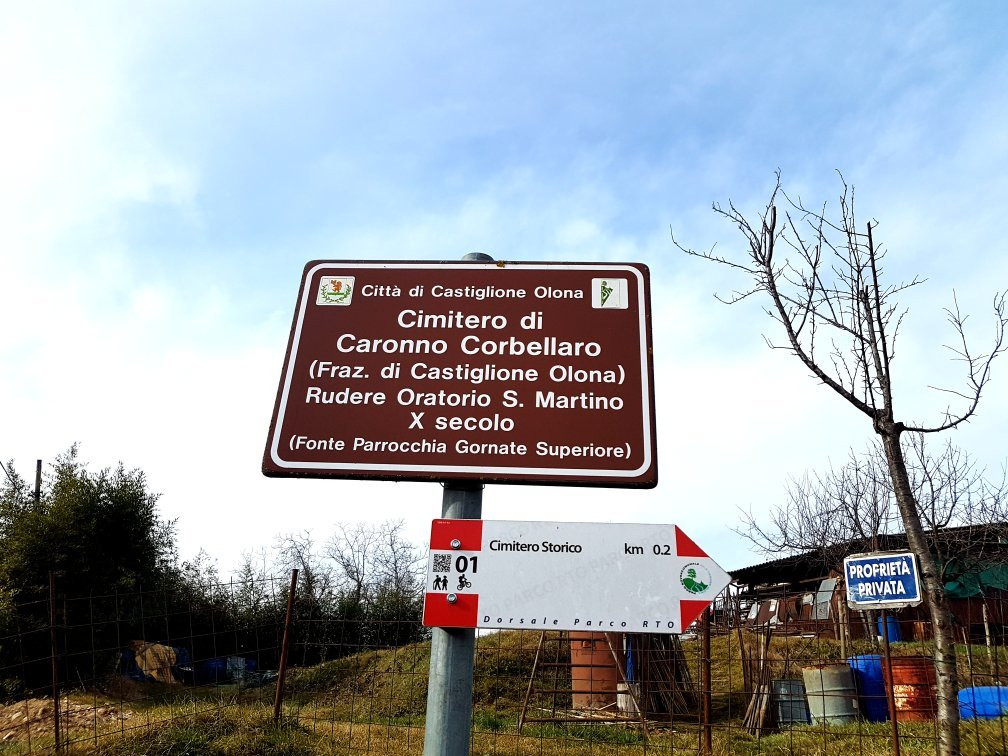 Città di Castiglione Olona
Cimitero di
Caronno Corbellaro
(Fraz. di Castiglione Olona)
Rudere Oratorio S. Martino
X secolo
(Fonte Parrocchia Gornate Superiore)
Cimitero Storico km 0.2
01
Dorsale Parco RTO
PROPRIETÀ
PRIVATA